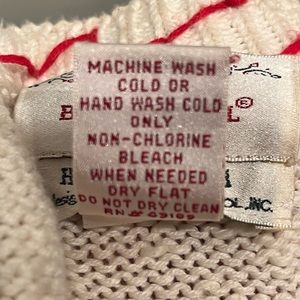 MACHINE WASH
COLD OR
HAND WASH COLD
ONLY
NON-CHLORINE
BLEACH
WHEN NEEDED
DRY FLAT
DO NOT DRY CLEAN
RN#